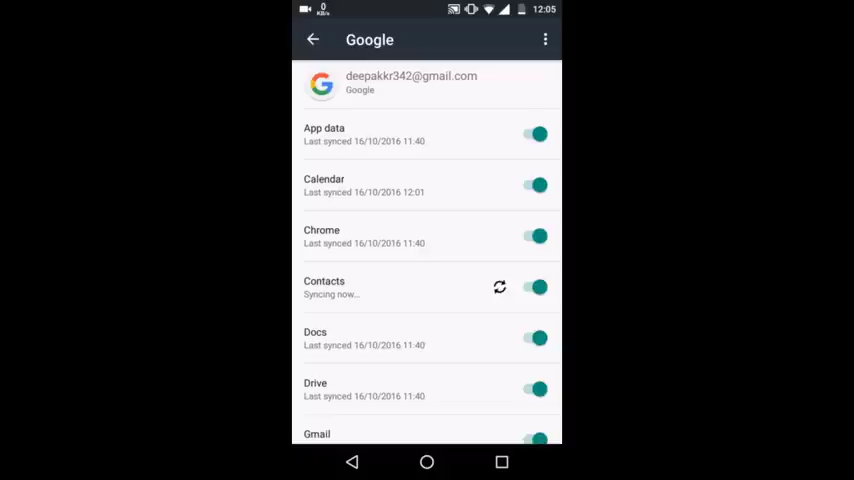 0
KB/s
12:05
Google
deepakkr342@gmail.com
Google
App data
Last synced 16/10/2016 11:40
Calendar
Last synced 16/10/2016 12:01
Chrome
Last synced 16/10/2016 11:40
Contacts
Syncing now...
Docs
Last synced 16/10/2016 11:40
Drive
Last synced 16/10/2016 11:40
Gmail